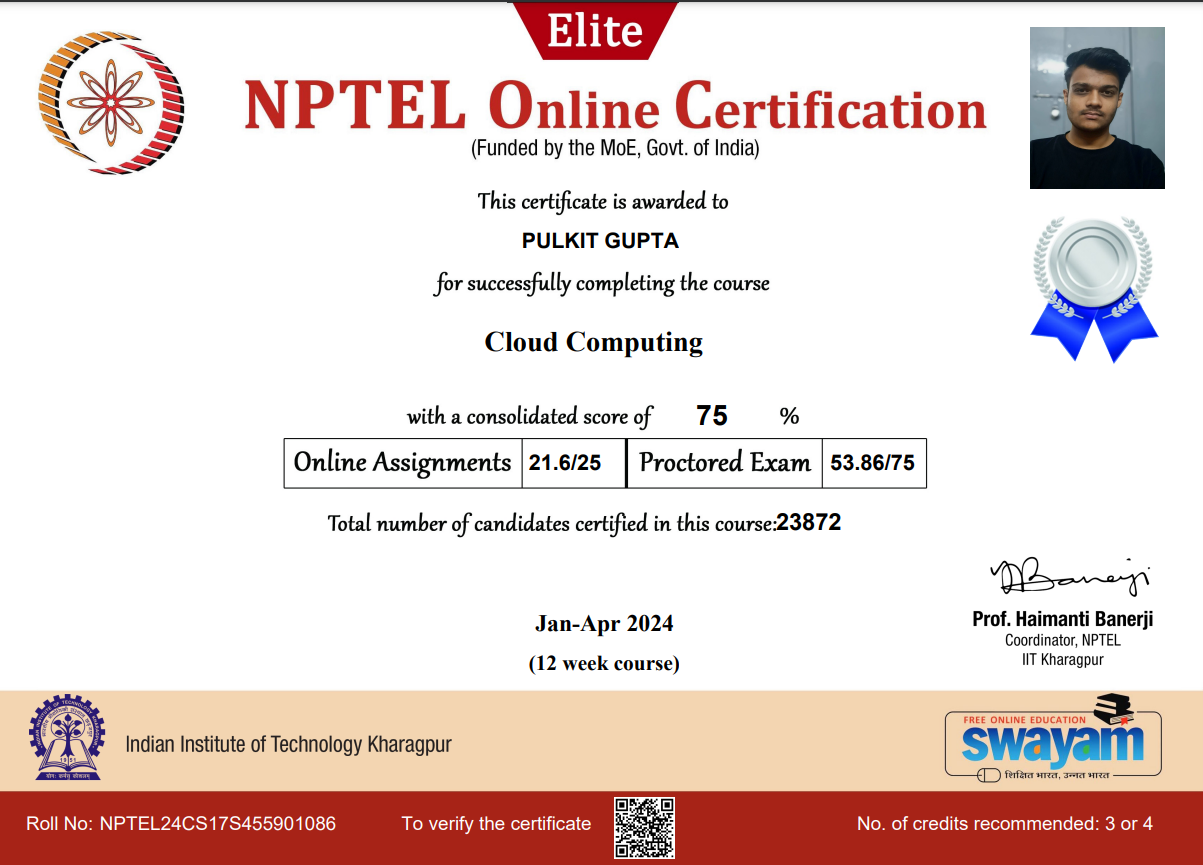 Elite
NPTEL Online Certification
(Funded by the MoE, Govt. of India)
This certificate is awarded to
PULKIT GUPTA
for successfully completing the course
Cloud Computing
with a consolidated score of 75 %
Online Assignments 21.6/25 Proctored Exam 53.86/75
Total number of candidates certified in this course:23872
Banerji
Prof. Haimanti Banerji
Coordinator, NPTEL
IIT Kharagpur
Jan-Apr 2024
(12 week course)
Indian Institute of Technology Kharagpur
FREE ONLINE EDUCATION
swayam
शिक्षित भारत, उन्नत भारत
Roll No: NPTEL24CS17S455901086
To verify the certificate
No. of credits recommended: 3 or 4